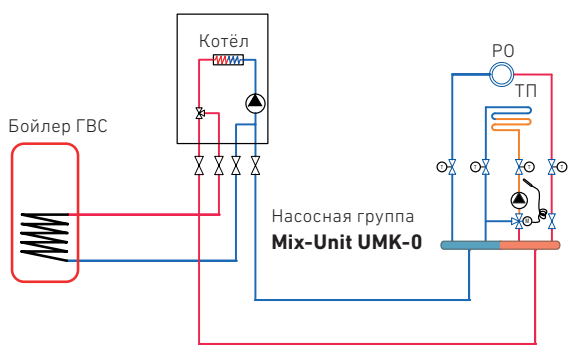 Котёл
РО
ТП
Бойлер ГВС
T
T
T
T
M
Насосная группа
Mix-Unit UMK-0